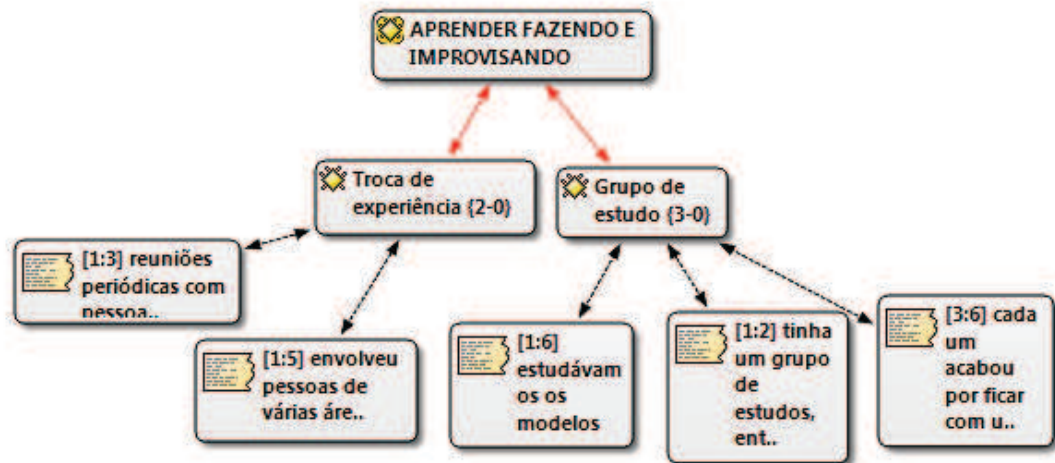 APRENDER FAZENDO E
IMPROVISANDO
Troca de
experiência {2-0}
Grupo de
estudo {3-0}
[1:3] reuniões
periódicas com
pessoa..
[1:5] envolveu
pessoas de
várias áre..
[1:6]
estudávam
os os
modelos
[1:2] tinha
um grupo
de
estudos,
ent..
[3:6] cada
um
acabou
por ficar
com u..